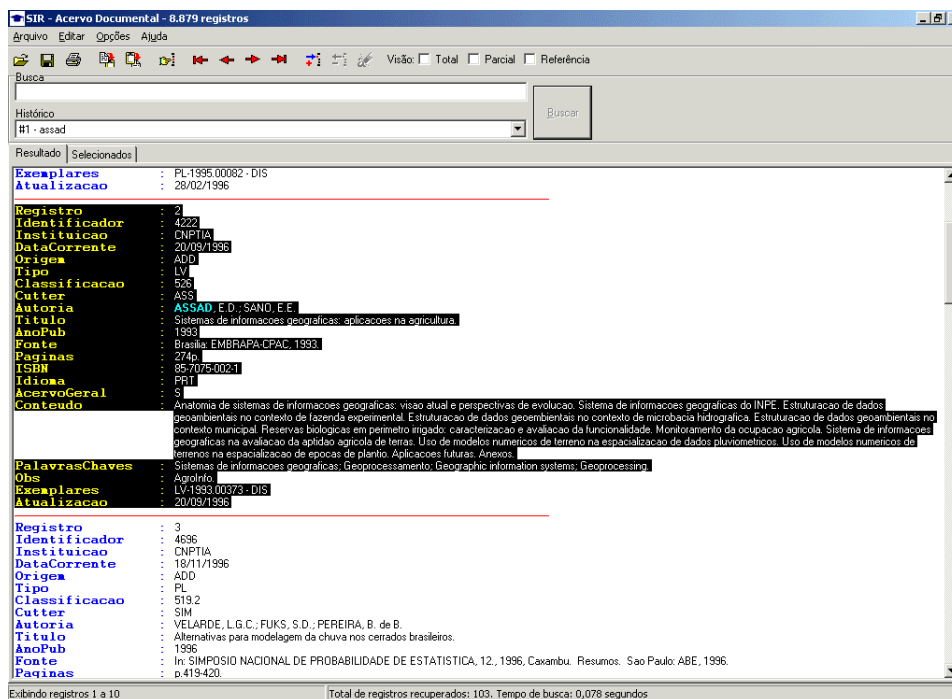 SIR - Acervo Documental - 8.879 registros
Arquivo Editar Opções Ajuda
Visão: Total Parcial Referência
Busca
Histórico
Buscar
#1 - assad
Resultado Selecionados
Exemplares : PL-1995.00082 - DIS
Atualizacao : 28/02/1996
Registro : 2
Identificador : 4222
Instituicao : CNPTIA
DataCorrente : 20/09/1996
Origem : ADD
Tipo : LV
Classificacao : 526
Cutter : ASS
Autoria : ASSAD, E.D.; SANO, E.E.
Titulo : Sistemas de informacoes geograficas: aplicacoes na agricultura.
AnoPub : 1993
Fonte : Brasilia: EMBRAPA-CPAC, 1993.
Paginas : 274p.
ISBN : 85-7075-002-1
Idioma : PRT
AcervoGeral : S
Conteudo : Anatomia de sistemas de informacoes geograficas: visao atual e perspectivas de evolucao. Sistema de informacoes geograficas do INPE. Estruturacao de dados
geoambientais no contexto de fazenda experimental. Estruturacao de dados geoembientais no contexto de microbacia hidrografica. Estruturacao de dados geoambientais no
contexto municipal. Reservas biologicas em perimetro irrigado: caracterizacao e avaliacao da funcionalidade. Monitoramento da ocupacao agricola. Sistema de informacoes
geograficas na avaliacao da aptidao agricola de terras. Uso de modelos numericos de terreno na espacializacao de dados pluviometricos. Uso de modelos numericos de
terrenos na espacializacao de epocas de plantio. Aplicacoes futuras. Anexos.
PalavrasChaves : Sistemas de informacoes geograficas; Geoprocessamento; Geographic information systems; Geoprocessing.
Obs : AgroInfo.
Exemplares : LV-1993.00373 - DIS
Atualizacao : 20/09/1996
Registro : 3
Identificador : 4696
Instituicao : CNPTIA
DataCorrente : 18/11/1996
Origem : ADD
Tipo : PL
Classificacao : 519.2
Cutter : SIM
Autoria : VELARDE, L.G.C.; FUKS, S.D.; PEREIRA, B. de B.
Titulo : Alternativas para modelagem da chuva nos cerrados brasileiros.
AnoPub : 1996
Fonte : In: SIMPOSIO NACIONAL DE PROBABILIDADE DE ESTATISTICA, 12., 1996, Caxambu. Resumos. Sao Paulo: ABE, 1996.
Paginas : p.419-420.
Exibindo registros 1 a 10 Total de registros recuperados: 103. Tempo de busca: 0,078 segundos